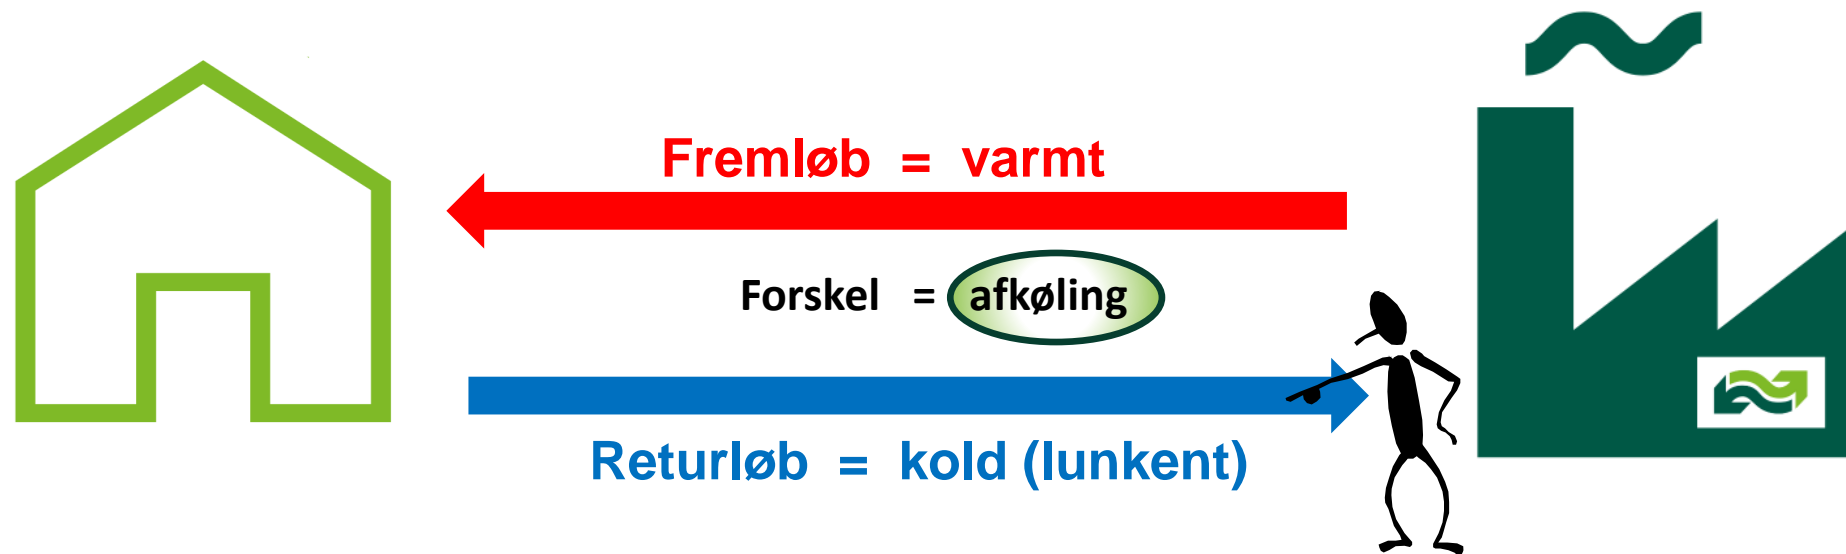 Fremløb = varmt
Forskel = afkøling
Returløb = kold (lunkent)